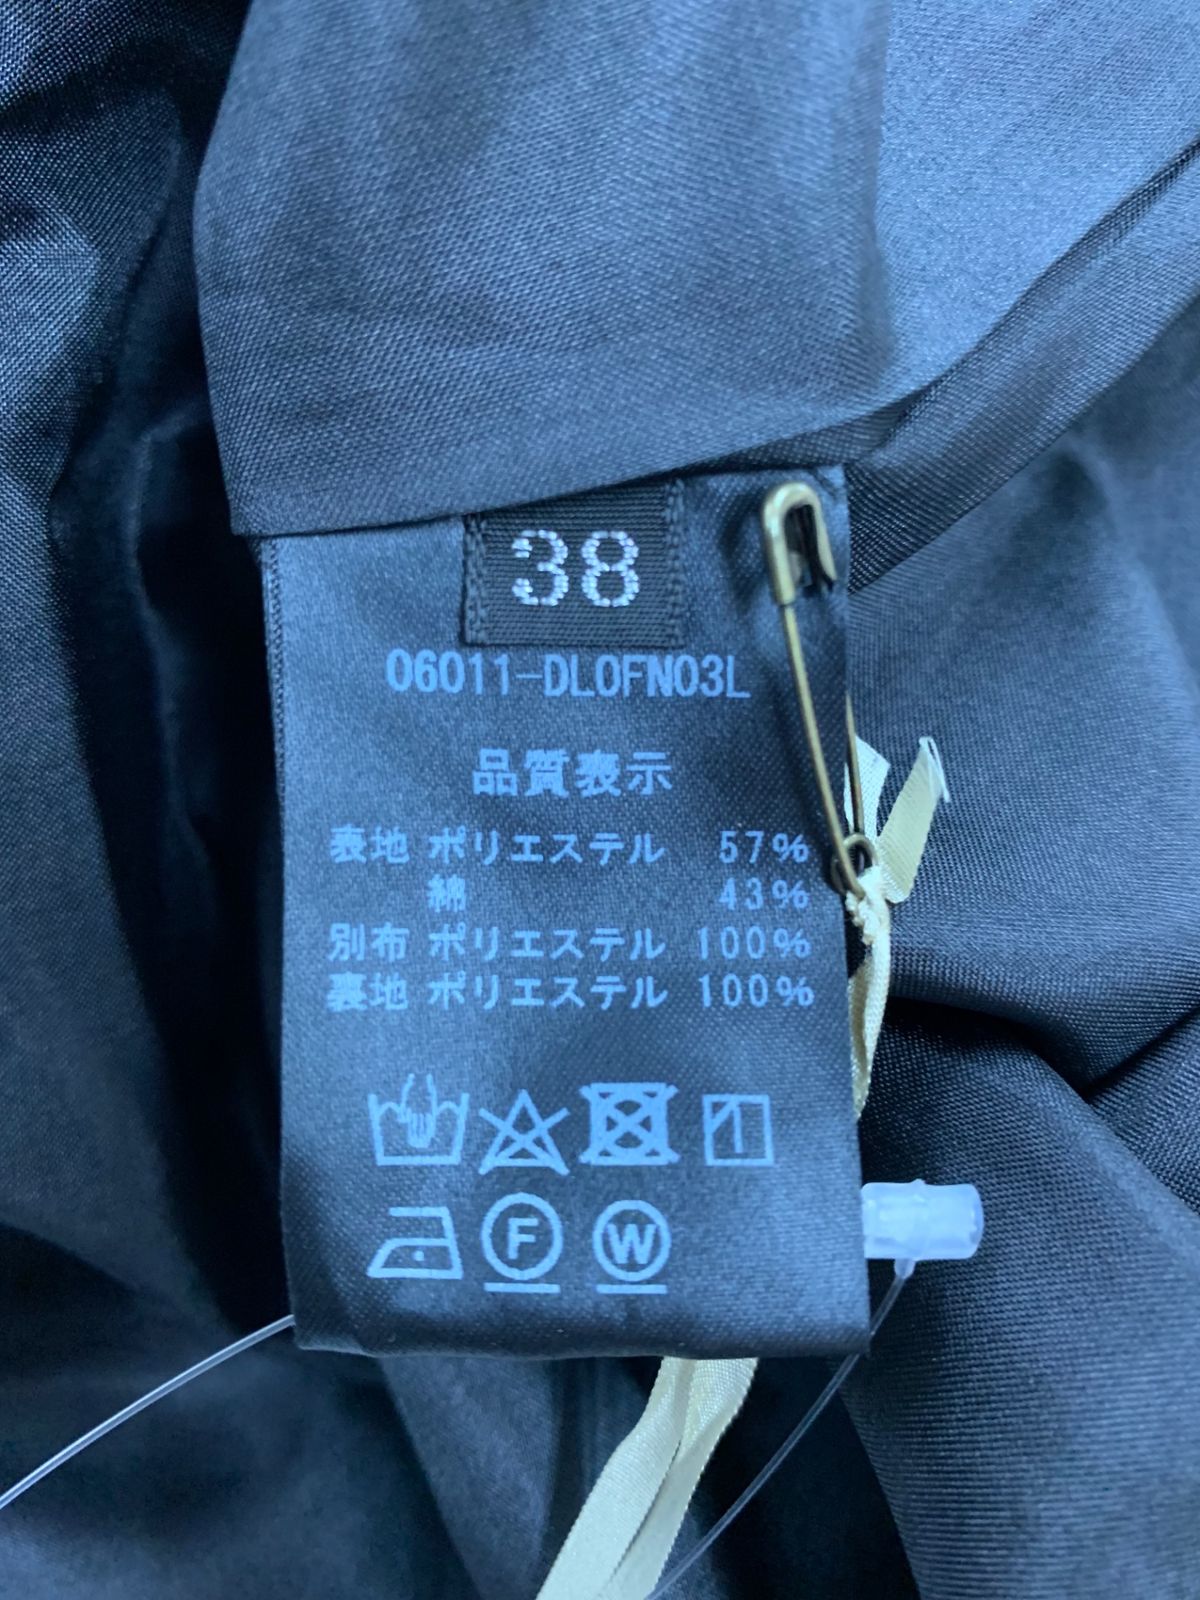 38
06011-DL0FN03L
品質表示
表地 ポリエステル 57%
綿 43%
別布 ポリエステル 100%
裏地 ポリエステル 100%
F W